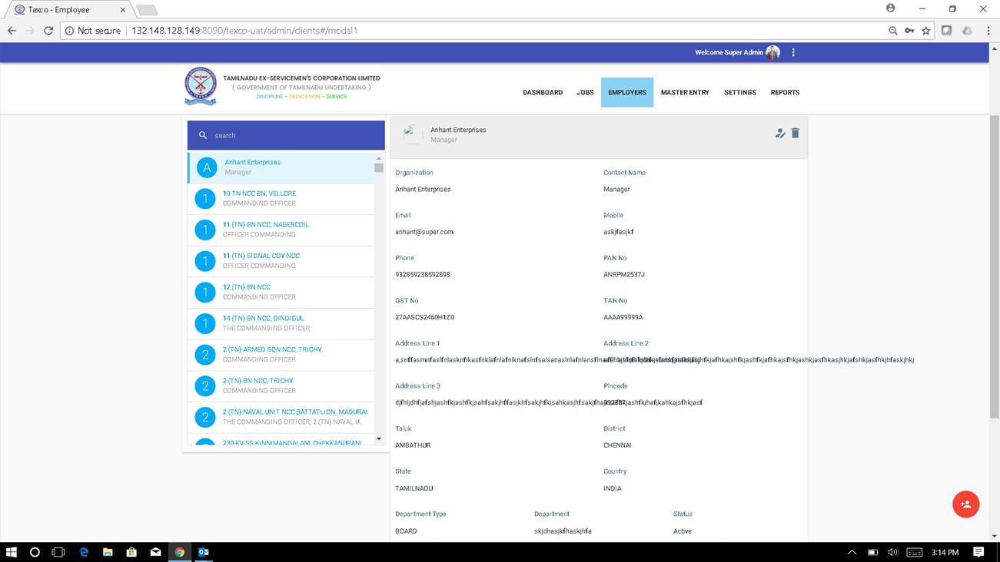 Texco - Employee
Not secure | 132.148.128.149:8090/texco-uat/admin/clients#/modal1
Welcome Super Admin
TAMILNADU EX-SERVICEMEN'S CORPORATION LIMITED
( GOVERNMENT OF TAMILNADU UNDERTAKING )
DISCIPLINE - DEDICATION - SERVICE
DASHBOARD JOBS EMPLOYERS MASTER ENTRY SETTINGS REPORTS
search
A Arihant Enterprises
Manager
1 10 TN NCC BN, VELLORE
COMMANDING OFFICER
1 11 (TN) BN NCC, NAGERCOIL
OFFICER COMMANDING
1 11 (TN) SIGNAL COY NCC
OFFICER COMMANDING
1 12 (TN) BN NCC
COMMANDING OFFICER
1 14 (TN) BN NCC, DINDIGUL
THE COMMANDING OFFICER
2 2 (TN) ARMED SQN NCC, TRICHY
COMMANDING OFFICER
2 2 (TN) BN NCC, TRICHY
COMMANDING OFFICER
2 2 (TN) NAVAL UNIT NCC BATTATLION, MADURAI
THE COMMANDING OFFICER, 2 (TN) NAVAL U...
230 KV SS KINNIMANGALAM, CHEKKANURANI
Arihant Enterprises
Manager
Organization Contact Name
Arihant Enterprises Manager
Email Mobile
arihant@super.com askjfasjkf
Phone PAN No
932859238592898 ANRPM2537J
GST No TAN No
27AASCS2460H1Z0 AAAA99999A
Address Line 1 Address Line 2
Address Line 3 Pincode
Taluk District
AMBATHUR CHENNAI
State Country
TAMILNADU INDIA
Department Type Department Status
BOARD skjdhasjkfhaskjhfa Active
3:14 PM